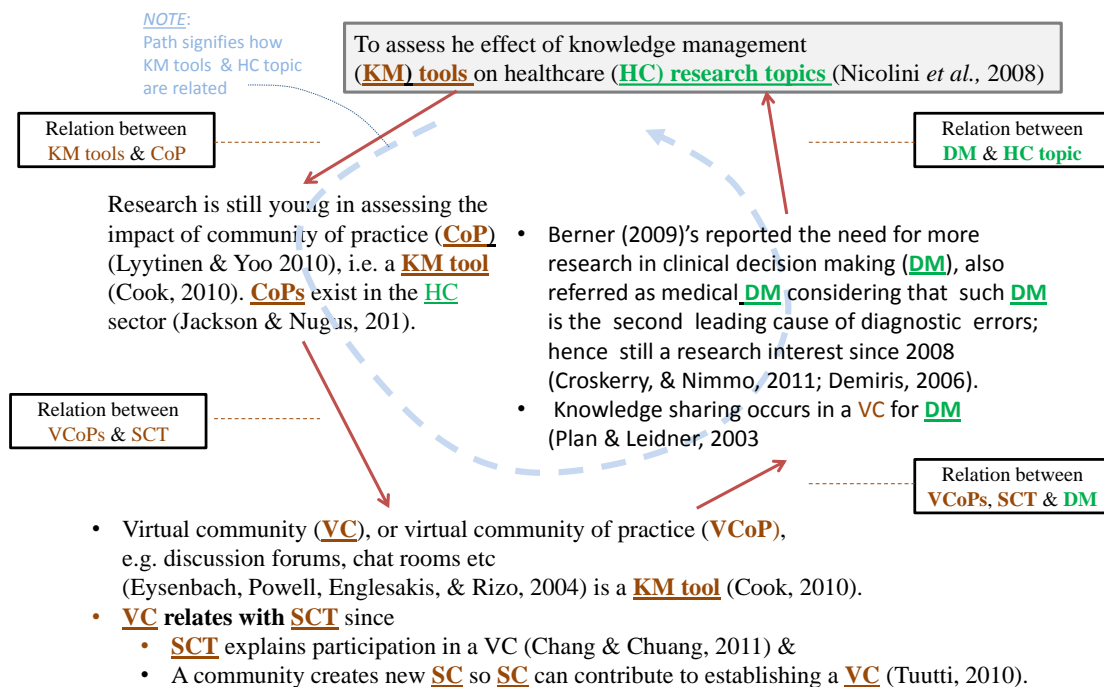 NOTE:
Path signifies how
KM tools & HC topic
are related
To assess he effect of knowledge management
(KM) tools on healthcare (HC) research topics (Nicolini et al., 2008)
Relation between
KM tools & CoP
Relation between
DM & HC topic
Research is still young in assessing the
impact of community of practice (CoP)
(Lyytinen & Yoo 2010), i.e. a KM tool
(Cook, 2010). CoPs exist in the HC
sector (Jackson & Nugus, 201).
• Berner (2009)'s reported the need for more
research in clinical decision making (DM), also
referred as medical DM considering that such DM
is the second leading cause of diagnostic errors;
hence still a research interest since 2008
(Croskerry, & Nimmo, 2011; Demiris, 2006).
• Knowledge sharing occurs in a VC for DM
(Plan & Leidner, 2003
Relation between
VCoPs & SCT
Relation between
VCoPs, SCT & DM
• Virtual community (VC), or virtual community of practice (VCoP),
e.g. discussion forums, chat rooms etc
(Eysenbach, Powell, Englesakis, & Rizo, 2004) is a KM tool (Cook, 2010).
• VC relates with SCT since
• SCT explains participation in a VC (Chang & Chuang, 2011) &
• A community creates new SC so SC can contribute to establishing a VC (Tuutti, 2010).